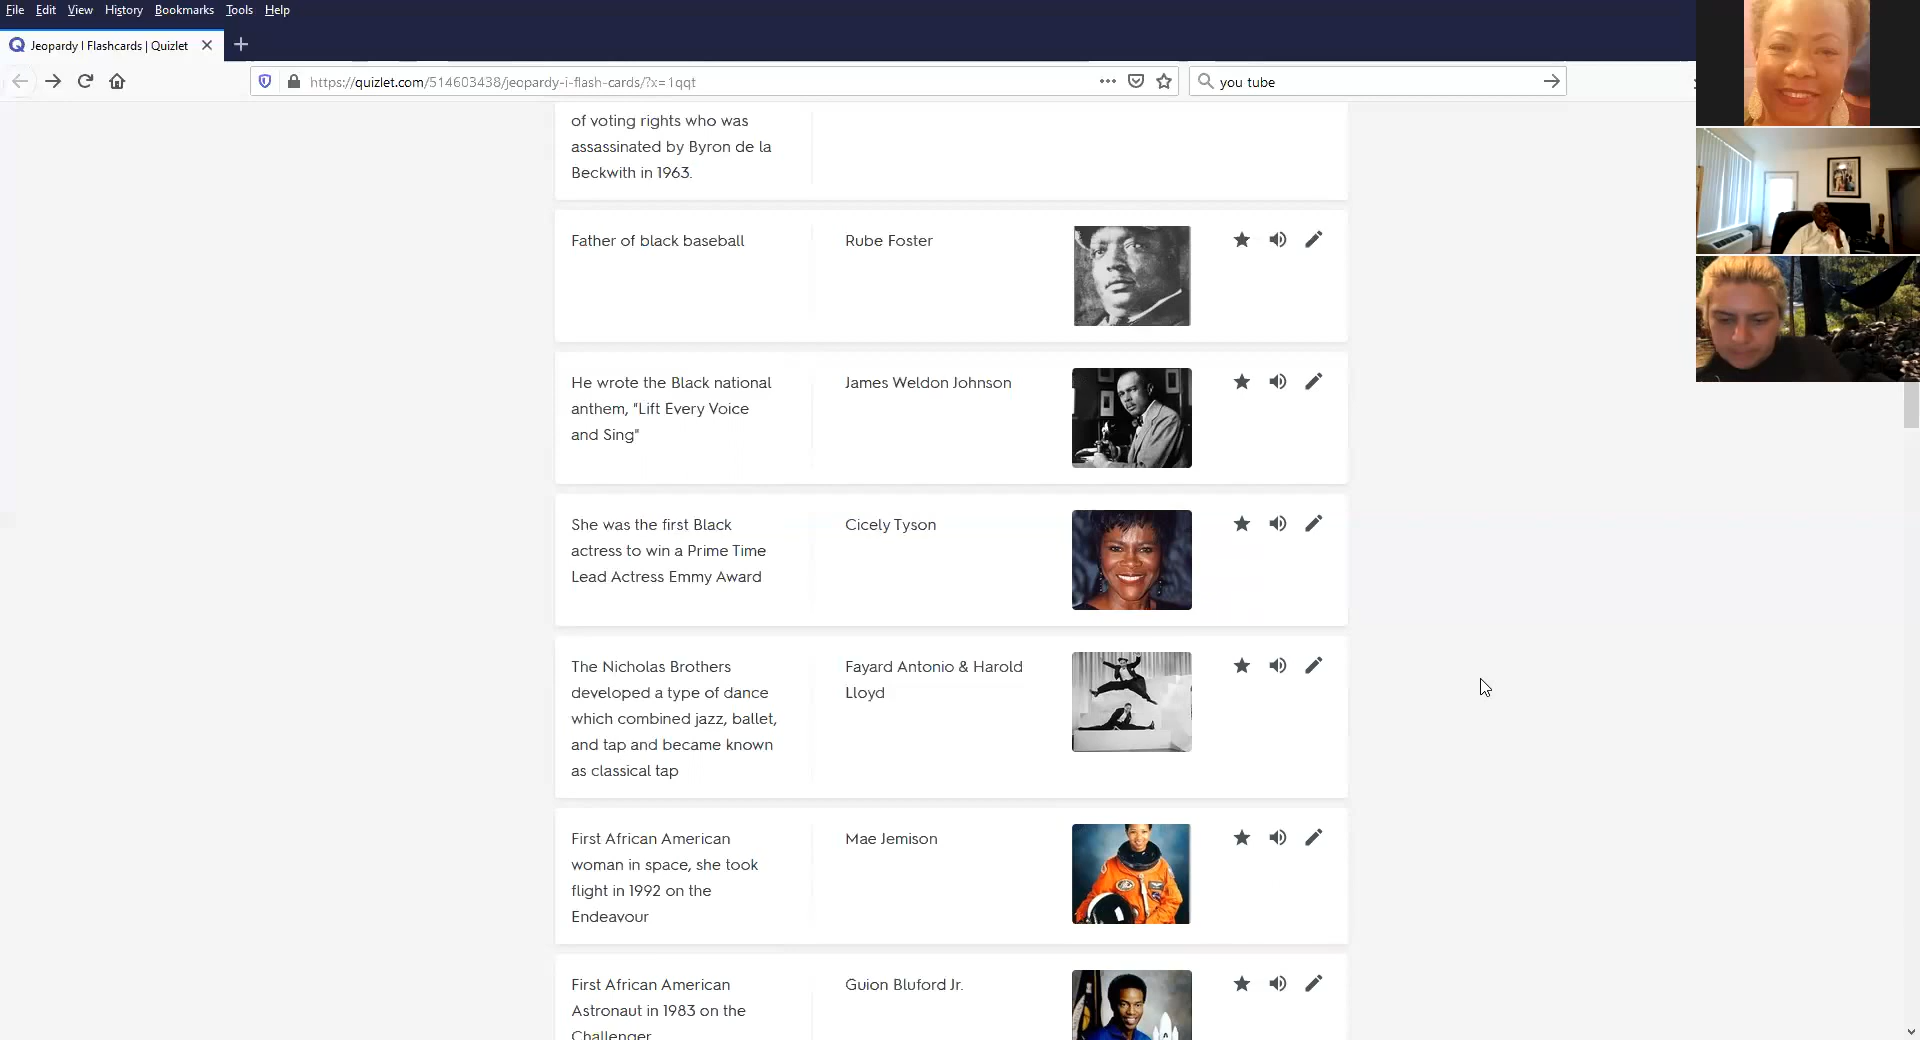 File Edit View History Bookmarks Tools Help
Jeopardy I Flashcards | Quizlet
https://quizlet.com/514603438/jeopardy-i-flash-cards/?x=1qqt
you tube
of voting rights who was
assassinated by Byron de la
Beckwith in 1963.
Father of black baseball
Rube Foster
He wrote the Black national
anthem, "Lift Every Voice
and Sing"
James Weldon Johnson
She was the first Black
actress to win a Prime Time
Lead Actress Emmy Award
Cicely Tyson
The Nicholas Brothers
developed a type of dance
which combined jazz, ballet,
and tap and became known
as classical tap
Fayard Antonio & Harold
Lloyd
First African American
woman in space, she took
flight in 1992 on the
Endeavour
Mae Jemison
First African American
Astronaut in 1983 on the
Challenger
Guion Bluford Jr.